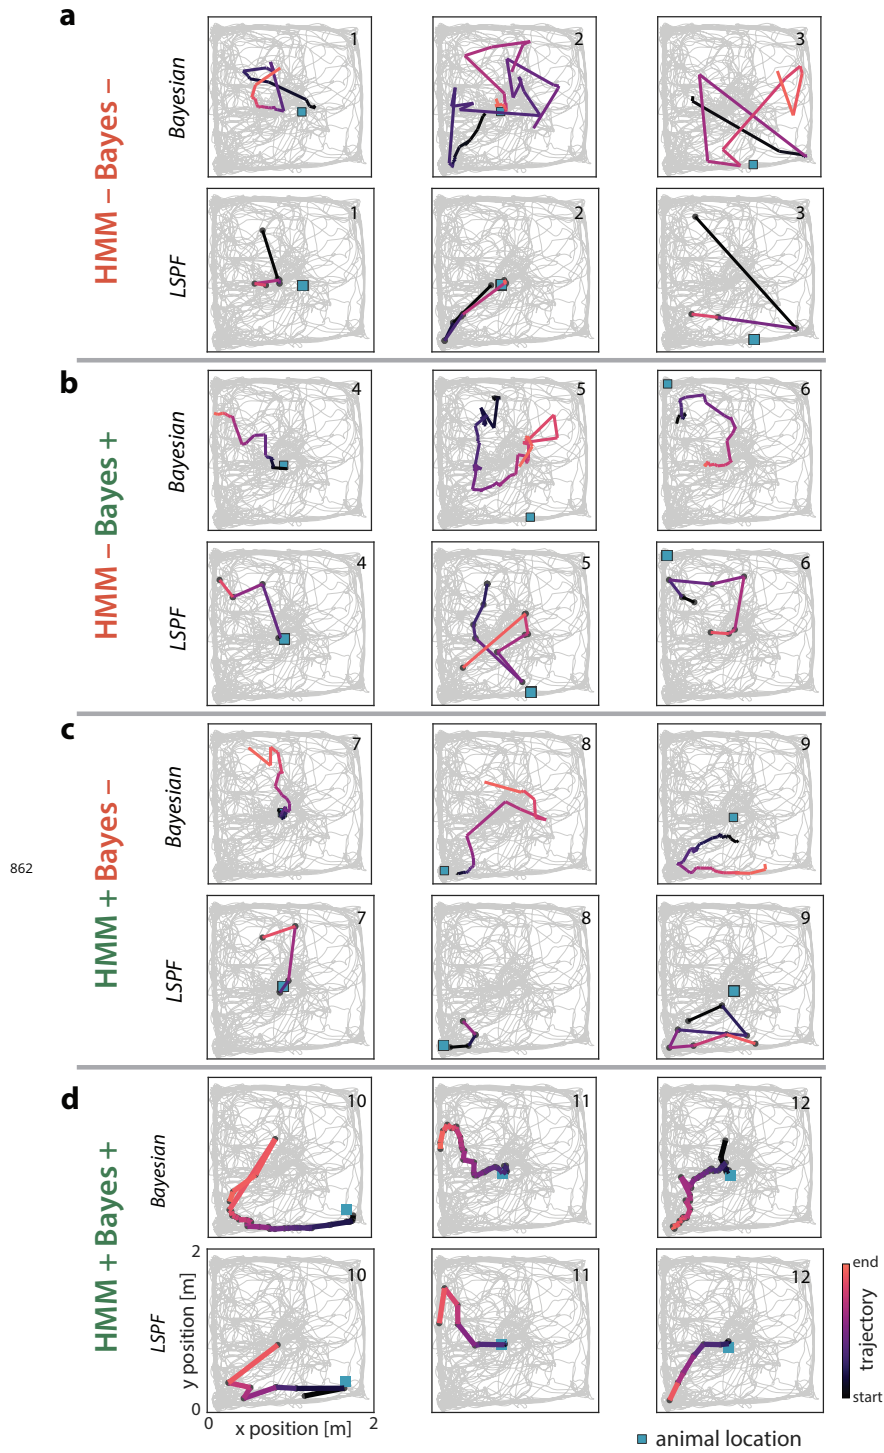 a
HMM – Bayes –
Bayesian
1
2
3
LSPF
1
2
3
b
HMM – Bayes +
Bayesian
4
5
6
LSPF
4
5
6
c
862
HMM + Bayes –
Bayesian
7
8
9
LSPF
7
8
9
d
HMM + Bayes +
Bayesian
10
11
12
LSPF
y position [m]
2
0
10
11
12
0
x position [m]
2
end
trajectory
start
animal location